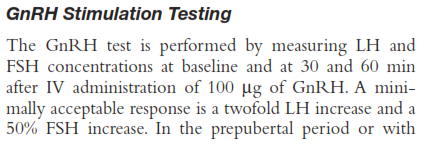 GnRH Stimulation Testing
The GnRH test is performed by measuring LH and
FSH concentrations at baseline and at 30 and 60 min
after IV administration of 100 μg of GnRH. A mini-
mally acceptable response is a twofold LH increase and a
50% FSH increase. In the prepubertal period or with